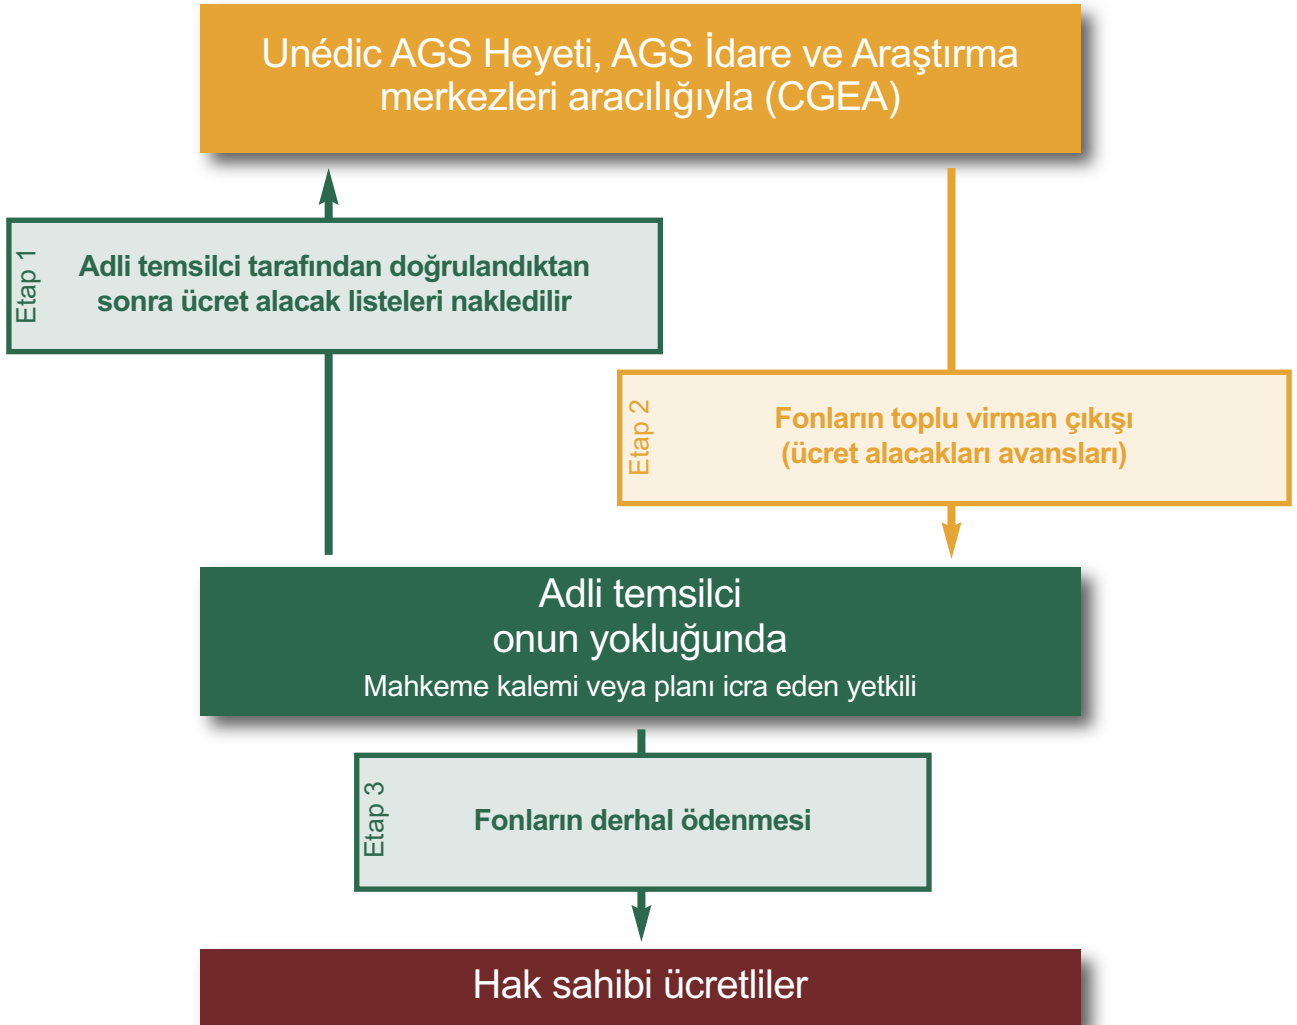 Unédic AGS Heyeti, AGS İdare ve Araştırma
merkezleri aracılığıyla (CGEA)
Etap 1
Adli temsilci tarafından doğrulandıktan
sonra ücret alacak listeleri nakledilir
Etap 2
Fonların toplu virman çıkışı
(ücret alacakları avansları)
Adli temsilci
onun yokluğunda
Mahkeme kalemi veya planı icra eden yetkili
Etap 3
Fonların derhal ödenmesi
Hak sahibi ücretliler